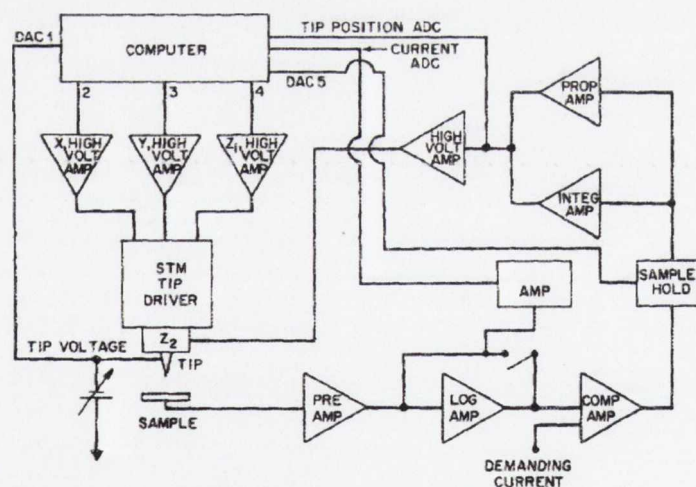 TIP POSITION ADC
DAC 1
COMPUTER
CURRENT ADC
DAC 5
2
3
4
X, HIGH
VOLT
AMP
Y, HIGH
VOLT
AMP
Z1, HIGH
VOLT
AMP
HIGH
VOLT
AMP
PROP
AMP
INTEG
AMP
STM
TIP
DRIVER
AMP
SAMPLE
HOLD
Z2
TIP VOLTAGE
TIP
SAMPLE
PRE
AMP
LOG
AMP
COMP
AMP
DEMANDING
CURRENT